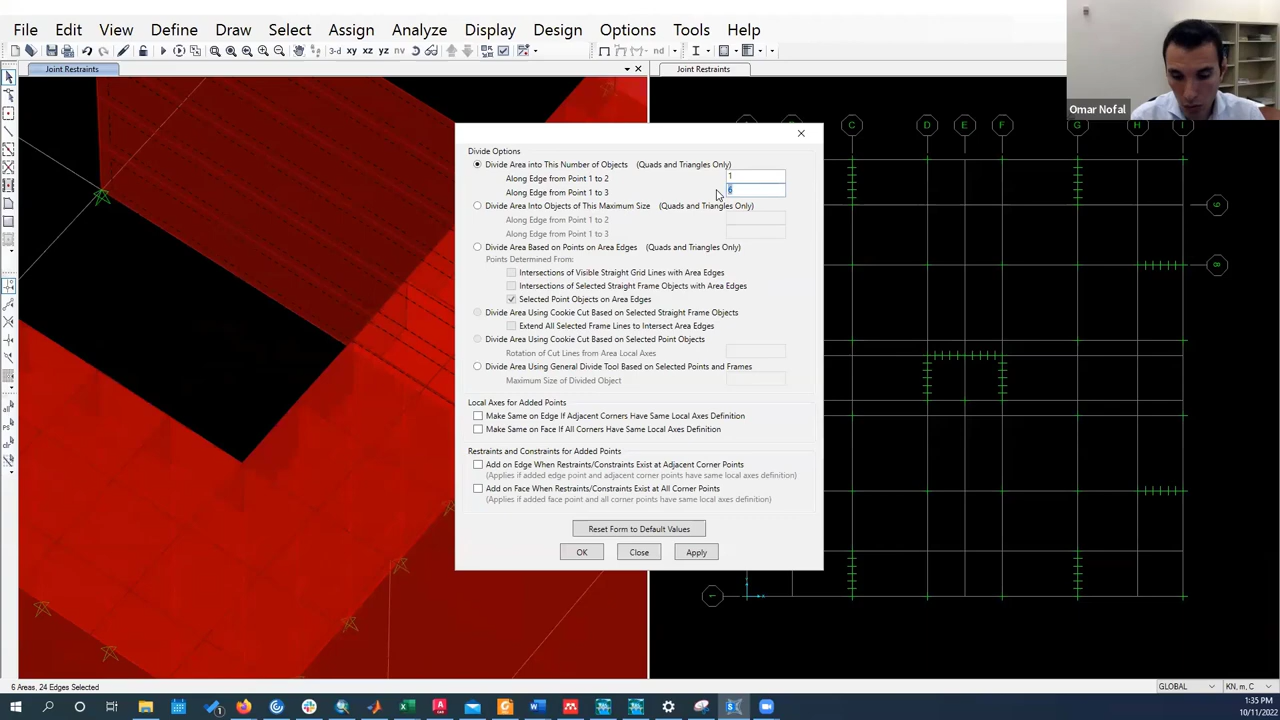 File Edit View Define Draw Select Assign Analyze Display Design Options Tools Help
3-d xy xz yz nv
nd
Joint Restraints
Joint Restraints
Omar Nofal
C D E F G H I
Divide Options
Divide Area into This Number of Objects (Quads and Triangles Only)
Along Edge from Point 1 to 2 1
Along Edge from Point 1 to 3 6
Divide Area Into Objects of This Maximum Size (Quads and Triangles Only)
Along Edge from Point 1 to 2
Along Edge from Point 1 to 3
Divide Area Based on Points on Area Edges (Quads and Triangles Only)
Points Determined From:
Intersections of Visible Straight Grid Lines with Area Edges
Intersections of Selected Straight Frame Objects with Area Edges
Selected Point Objects on Area Edges
Divide Area Using Cookie Cut Based on Selected Straight Frame Objects
Extend All Selected Frame Lines to Intersect Area Edges
Divide Area Using Cookie Cut Based on Selected Point Objects
Rotation of Cut Lines from Area Local Axes
Divide Area Using General Divide Tool Based on Selected Points and Frames
Maximum Size of Divided Object
Local Axes for Added Points
Make Same on Edge If Adjacent Corners Have Same Local Axes Definition
Make Same on Face If All Corners Have Same Local Axes Definition
Restraints and Constraints for Added Points
Add on Edge When Restraints/Constraints Exist at Adjacent Corner Points
(Applies if added edge point and adjacent corner points have same local axes definition)
Add on Face When Restraints/Constraints Exist at All Corner Points
(Applies if added face point and all corner points have same local axes definition)
Reset Form to Default Values
OK Close Apply
9
8
1
6 Areas, 24 Edges Selected
GLOBAL
KN, m, C
1:35 PM
10/11/2022